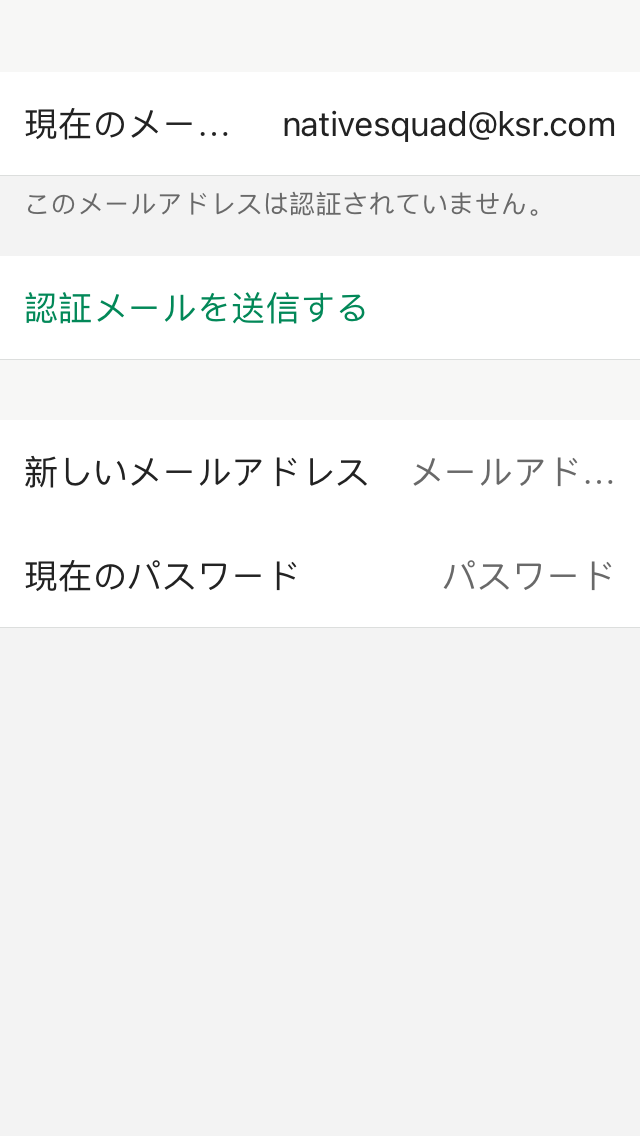 現在のメー... nativesquad@ksr.com
このメールアドレスは認証されていません。
認証メールを送信する
新しいメールアドレス メールアド...
現在のパスワード パスワード